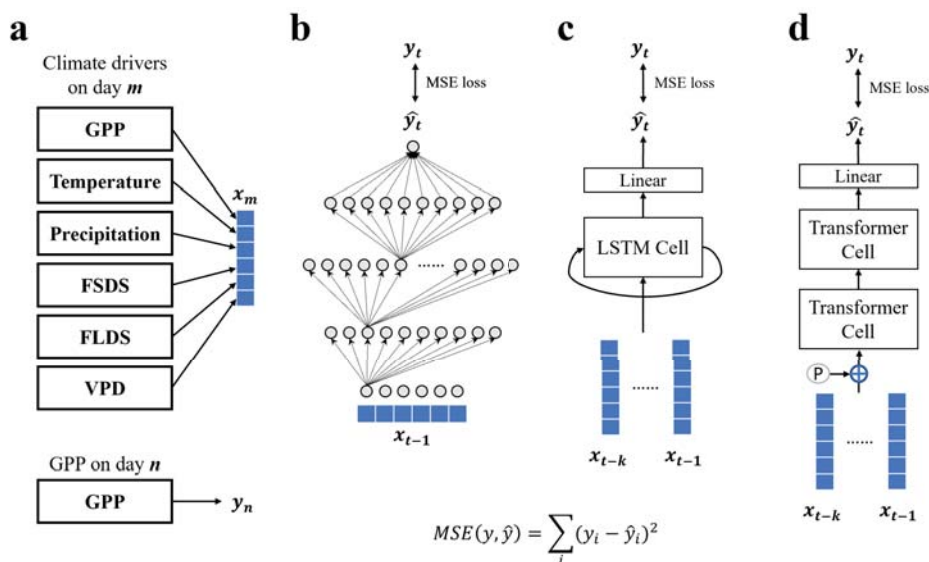 a
Climate drivers
on day m
GPP
Temperature
Precipitation
FSDS
FLDS
VPD
x_m
GPP on day n
GPP
y_n
b
y_t
MSE loss
ŷ_t
......
x_{t-1}
c
y_t
MSE loss
ŷ_t
Linear
LSTM Cell
......
x_{t-k}
x_{t-1}
d
y_t
MSE loss
ŷ_t
Linear
Transformer
Cell
Transformer
Cell
P
......
x_{t-k}
x_{t-1}
MSE(y, ŷ) = ∑_i (y_i − ŷ_i)²